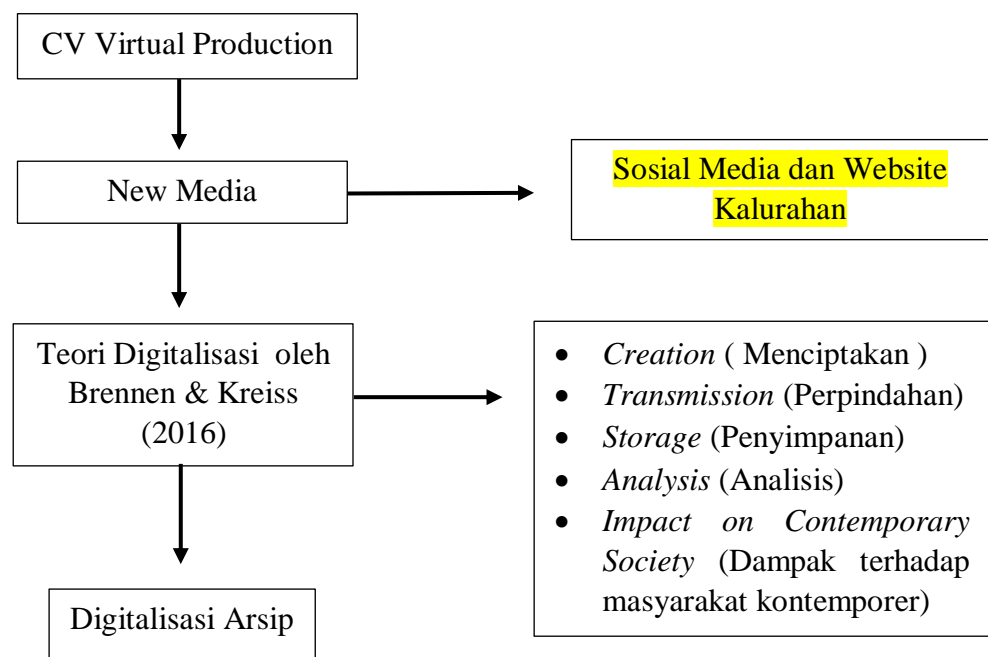 CV Virtual Production
New Media
Sosial Media dan Website
Kalurahan
Teori Digitalisasi oleh
Brennen & Kreiss
(2016)
• Creation ( Menciptakan )
• Transmission (Perpindahan)
• Storage (Penyimpanan)
• Analysis (Analisis)
• Impact on Contemporary
Society (Dampak terhadap
masyarakat kontemporer)
Digitalisasi Arsip